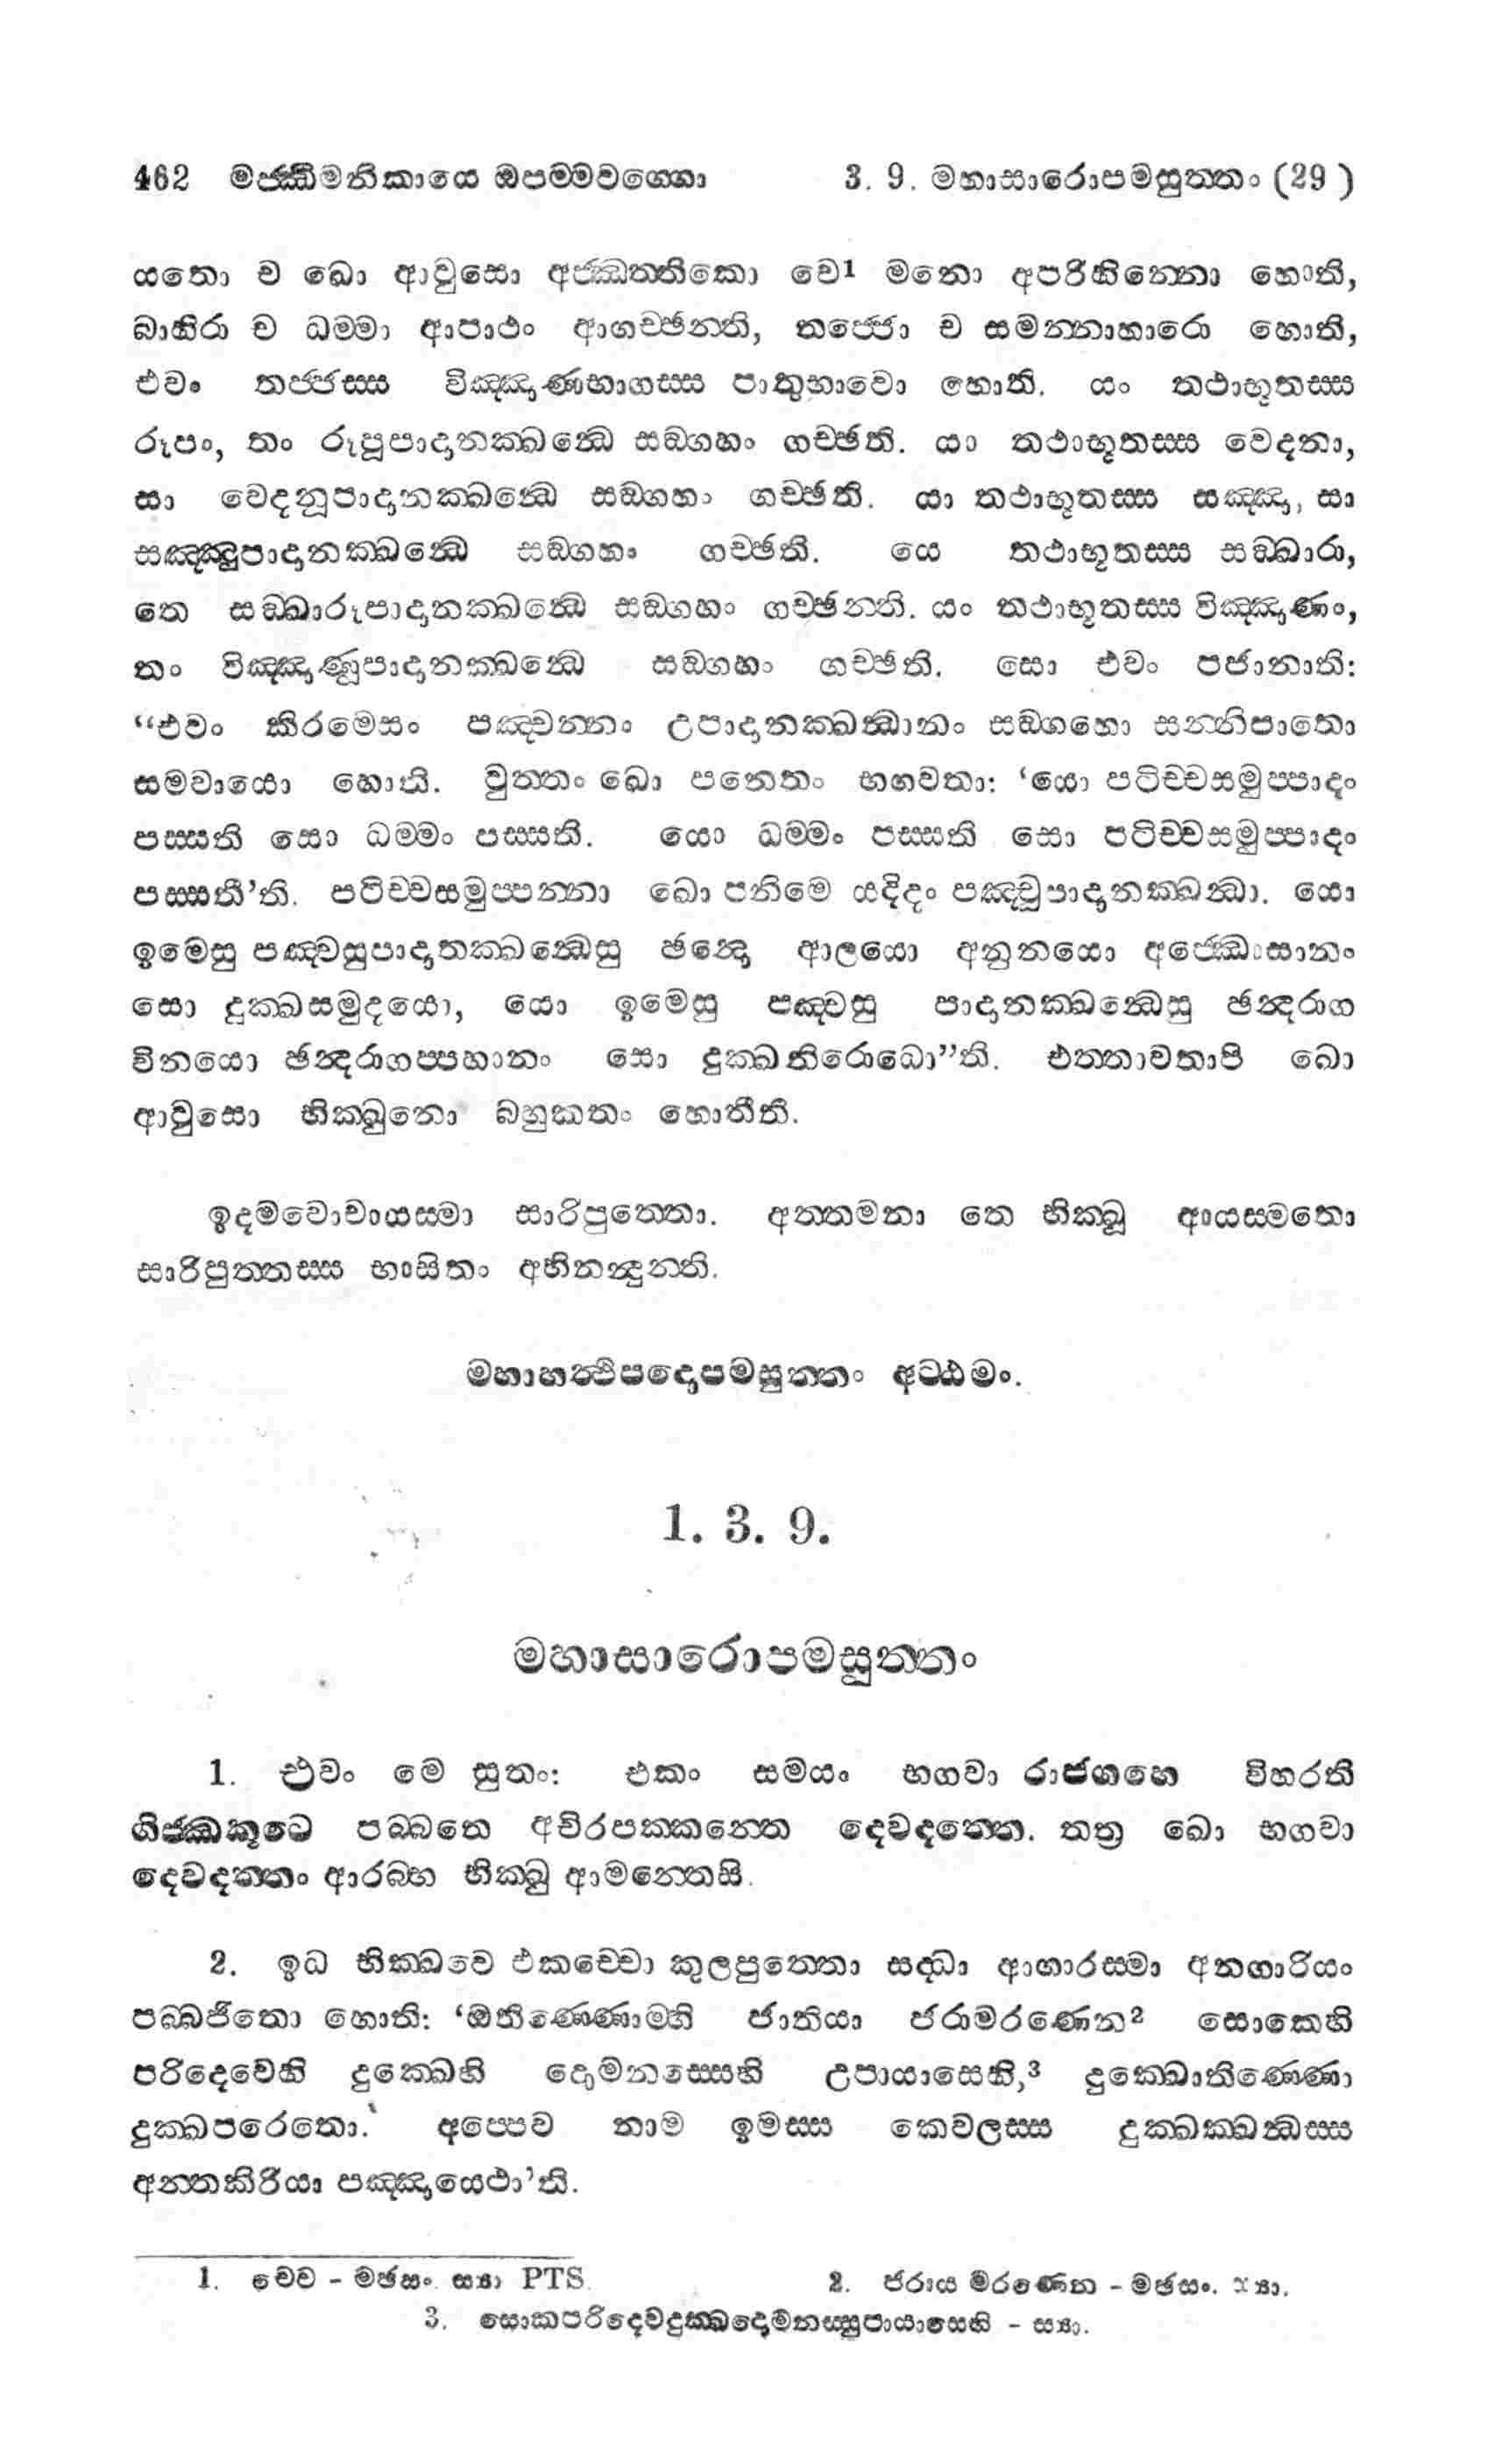 462 මජ්ඣිමනිකායෙ ඔපම්මවග්ගො 3. 9. මහාසාරොපමසුත්තං (29)
යතො ච ඛො ආවුසො අජ්ඣත්තිකො චෙ1 මනො අපරිභින්නො හොති,
බාහිරා ච ධම්මා ආපාථං ආගච්ඡන්ති, තජ්ජො ච සමන්නාහාරො හොති,
එවං තජ්ජස්ස විඤ්ඤාණභාගස්ස පාතුභාවො හොති. යං තථාභූතස්ස
රූපං, තං රූපූපාදානක්ඛන්ධෙ සඞ්ගහං ගච්ඡති. යා තථාභූතස්ස වෙදනා,
සා වෙදනූපාදානක්ඛන්ධෙ සඞ්ගහං ගච්ඡති. යා තථාභූතස්ස සඤ්ඤා, සා
සඤ්ඤූපාදානක්ඛන්ධෙ සඞ්ගහං ගච්ඡති. යෙ තථාභූතස්ස සඞ්ඛාරා,
තෙ සඞ්ඛාරූපාදානක්ඛන්ධෙ සඞ්ගහං ගච්ඡන්ති. යං තථාභූතස්ස විඤ්ඤාණං,
තං විඤ්ඤාණූපාදානක්ඛන්ධෙ සඞ්ගහං ගච්ඡති. සො එවං පජානාති:
“එවං කිරමෙසං පඤ්චන්නං උපාදානක්ඛන්ධානං සඞ්ගහො සන්නිපාතො
සමවායො හොති. වුත්තං ඛො පනෙතං භගවතා: ‘යො පටිච්චසමුප්පාදං
පස්සති සො ධම්මං පස්සති. යො ධම්මං පස්සති සො පටිච්චසමුප්පාදං
පස්සතී’ති. පටිච්චසමුප්පන්නා ඛො පනිමෙ යදිදං පඤ්චූපාදානක්ඛන්ධා. යො
ඉමෙසු පඤ්චසුපාදානක්ඛන්ධෙසු ඡන්දො ආලයො අනුනයො අජ්ඣොසානං
සො දුක්ඛසමුදයො, යො ඉමෙසු පඤ්චසු පාදානක්ඛන්ධෙසු ඡන්දරාග
විනයො ඡන්දරාගප්පහානං සො දුක්ඛනිරොධො”ති. එත්තාවතාපි ඛො
ආවුසො භික්ඛුනො බහුකතං හොතීති.
ඉදමවොචායස්මා සාරිපුත්තො. අත්තමනා තෙ භික්ඛූ ආයස්මතො
සාරිපුත්තස්ස භාසිතං අභිනන්දුන්ති.
මහාහත්ථිපදොපමසුත්තං අට්ඨමං.
1. 3. 9.
මහාසාරොපමසුත්තං
1. එවං මෙ සුතං: එකං සමයං භගවා රාජගහෙ විහරති
ගිජ්ඣකූටෙ පබ්බතෙ අචිරපක්කන්තෙ දෙවදත්තෙ. තත්‍ර ඛො භගවා
දෙවදත්තං ආරබ්භ භික්ඛු ආමන්තෙසි.
2. ඉධ භික්ඛවෙ එකච්චො කුලපුත්තො සද්ධා ආගාරස්මා අනගාරියං
පබ්බජිතො හොති: ‘ඔතිණ්ණොම්හි ජාතියා ජරාමරණෙන2 සොකෙහි
පරිදෙවෙහි දුක්ඛෙහි දොමනස්සෙහි උපායාසෙහි,3 දුක්ඛොතිණ්ණො
දුක්ඛපරෙතො. අප්පෙව නාම ඉමස්ස කෙවලස්ස දුක්ඛක්ඛන්ධස්ස
අන්තකිරියා පඤ්ඤායෙථා’ති.
1. චෙව - මඡසං. ස්‍යා PTS. 2. ජරාය මරණෙන - මඡසං. ස්‍යා.
3. සොකපරිදෙවදුක්ඛදොමනස්සුපායාසෙහි - ස්‍යා.